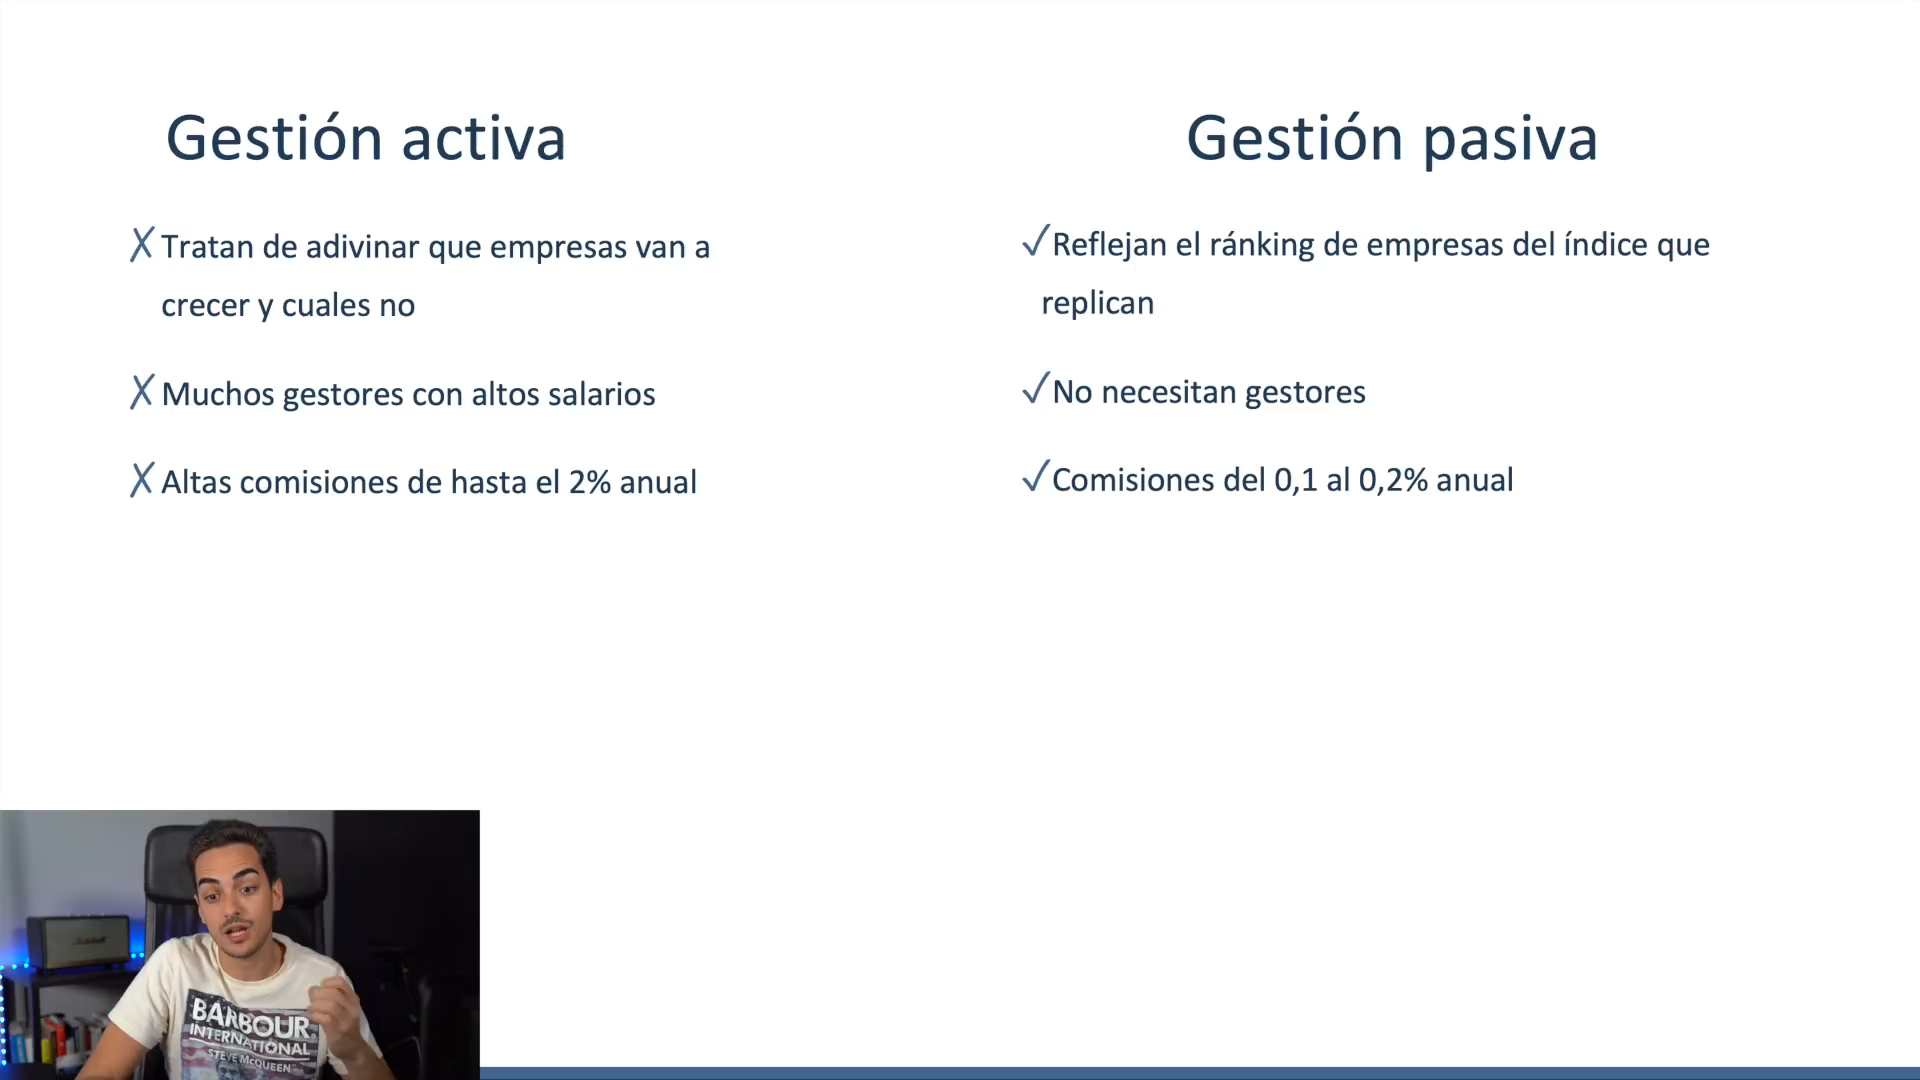 Gestión activa
Tratan de adivinar que empresas van a
crecer y cuales no
Muchos gestores con altos salarios
Altas comisiones de hasta el 2% anual
Gestión pasiva
Reflejan el ránking de empresas del índice que
replican
No necesitan gestores
Comisiones del 0,1 al 0,2% anual
Marshall
BARBOUR
INTERNATIONAL
STEVE McQUEEN